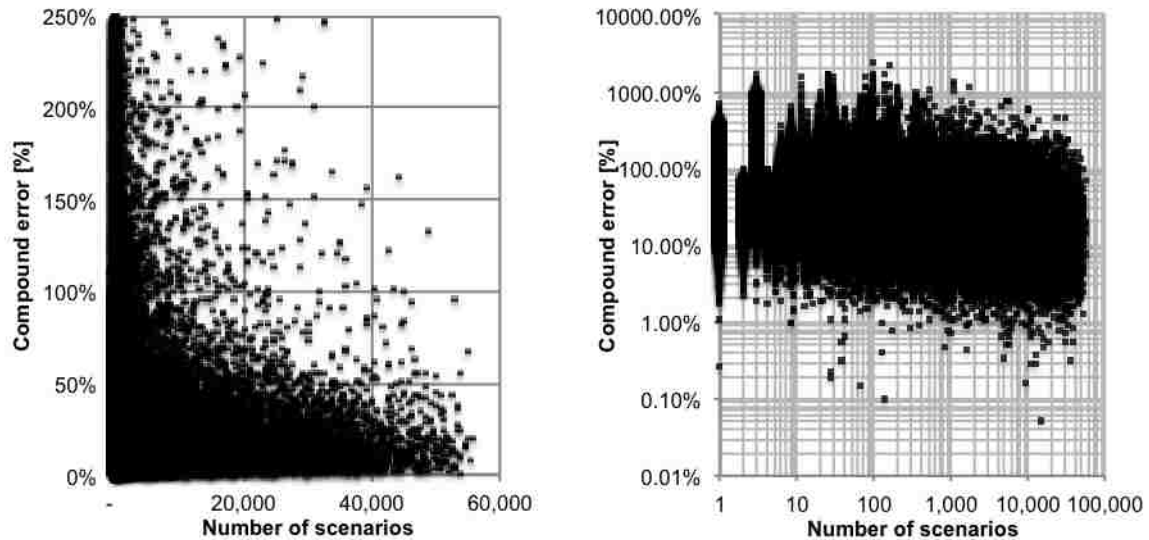 250%
200%
150%
100%
50%
0%
Compound error [%]
- 20,000 40,000 60,000
Number of scenarios
10000.00%
1000.00%
100.00%
10.00%
1.00%
0.10%
0.01%
Compound error [%]
1 10 100 1,000 10,000 100,000
Number of scenarios